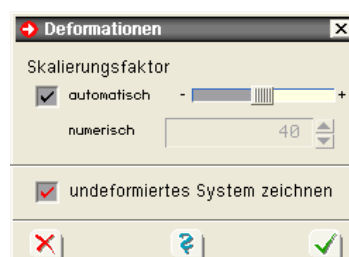 Deformationen
Skalierungsfaktor
automatisch - +
numerisch 40
undeformiertes System zeichnen